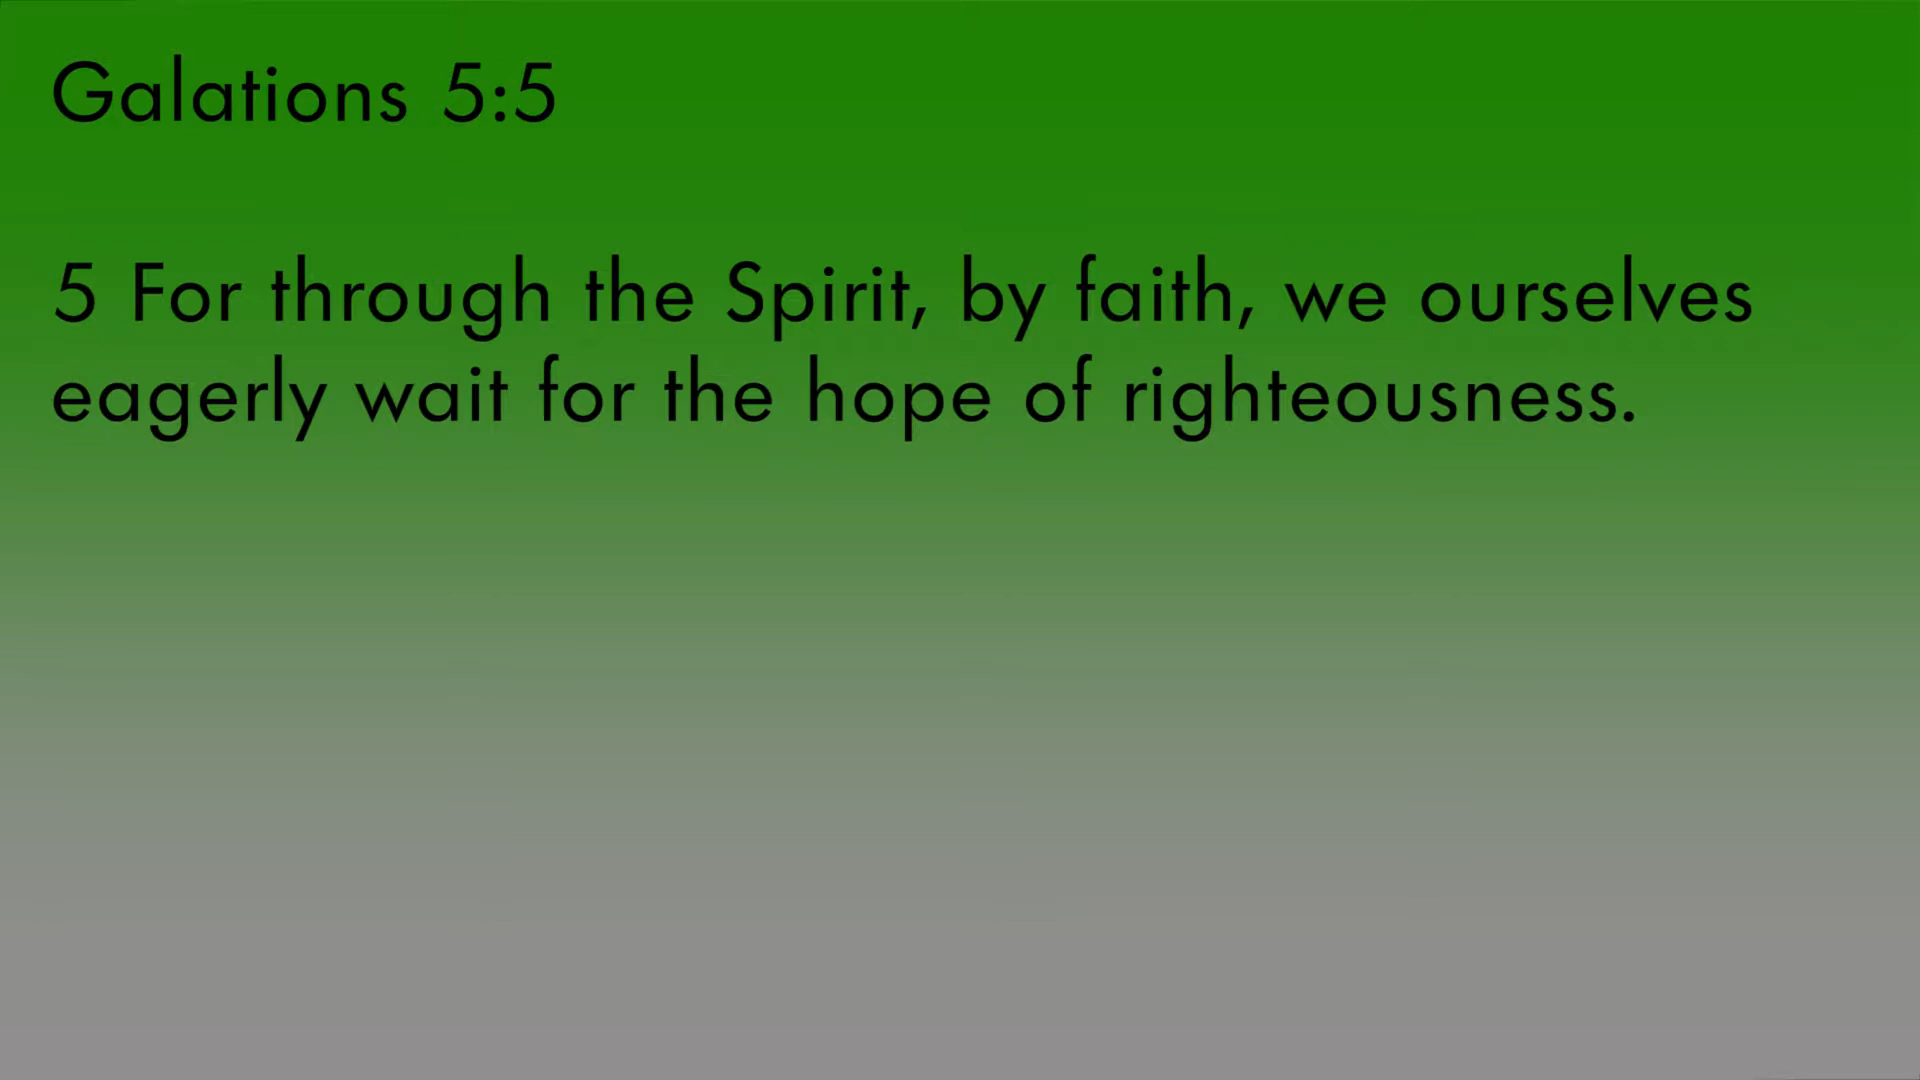 Galations 5:5
5 For through the Spirit, by faith, we ourselves
eagerly wait for the hope of righteousness.